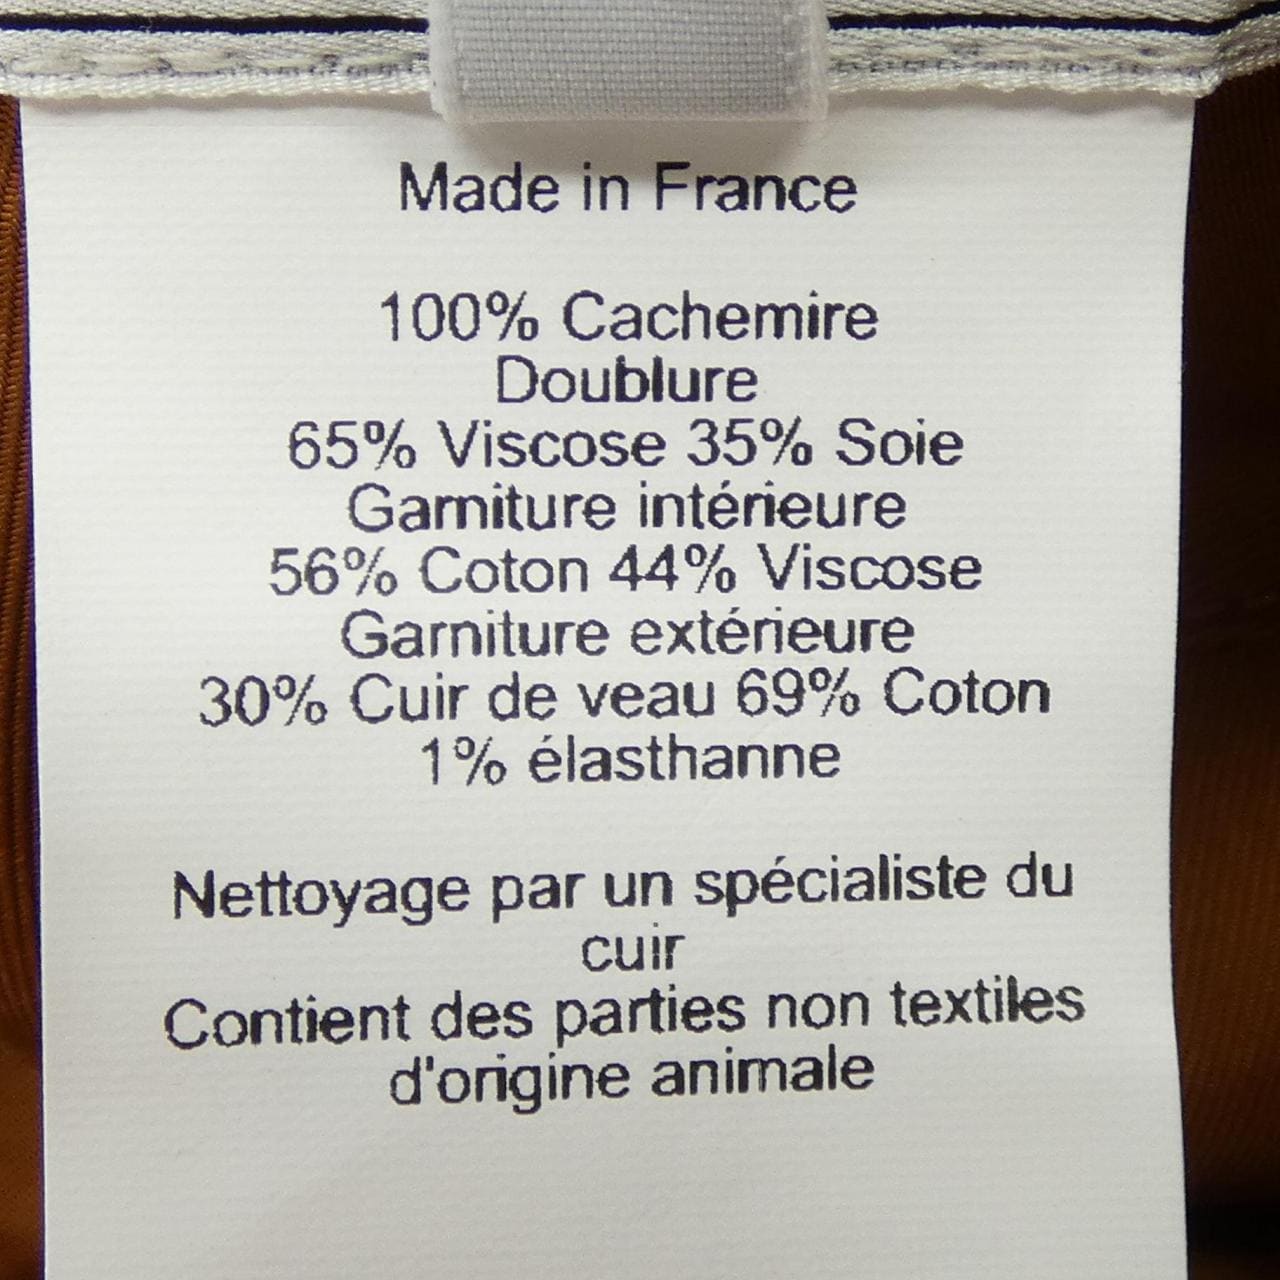 Made in France
100% Cachemire
Doublure
65% Viscose 35% Soie
Garniture intérieure
56% Coton 44% Viscose
Garniture extérieure
30% Cuir de veau 69% Coton
1% élasthanne
Nettoyage par un spécialiste du
cuir
Contient des parties non textiles
d'origine animale